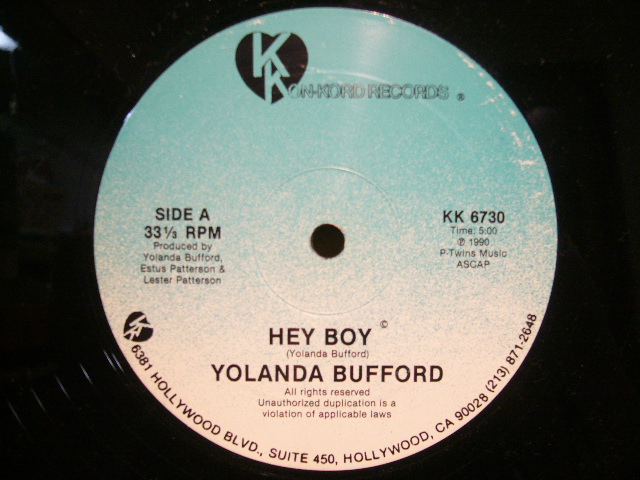 KON-KORD RECORDS ®
SIDE A
33⅓ RPM
Produced by
Yolanda Bufford,
Estus Patterson &
Lester Patterson
KK 6730
Time: 5:00
℗ 1990
P-Twins Music
ASCAP
HEY BOY ©
(Yolanda Bufford)
YOLANDA BUFFORD
All rights reserved
Unauthorized duplication is a
violation of applicable laws
KK 6381 HOLLYWOOD BLVD., SUITE 450, HOLLYWOOD, CA 90028 (213) 871-2648